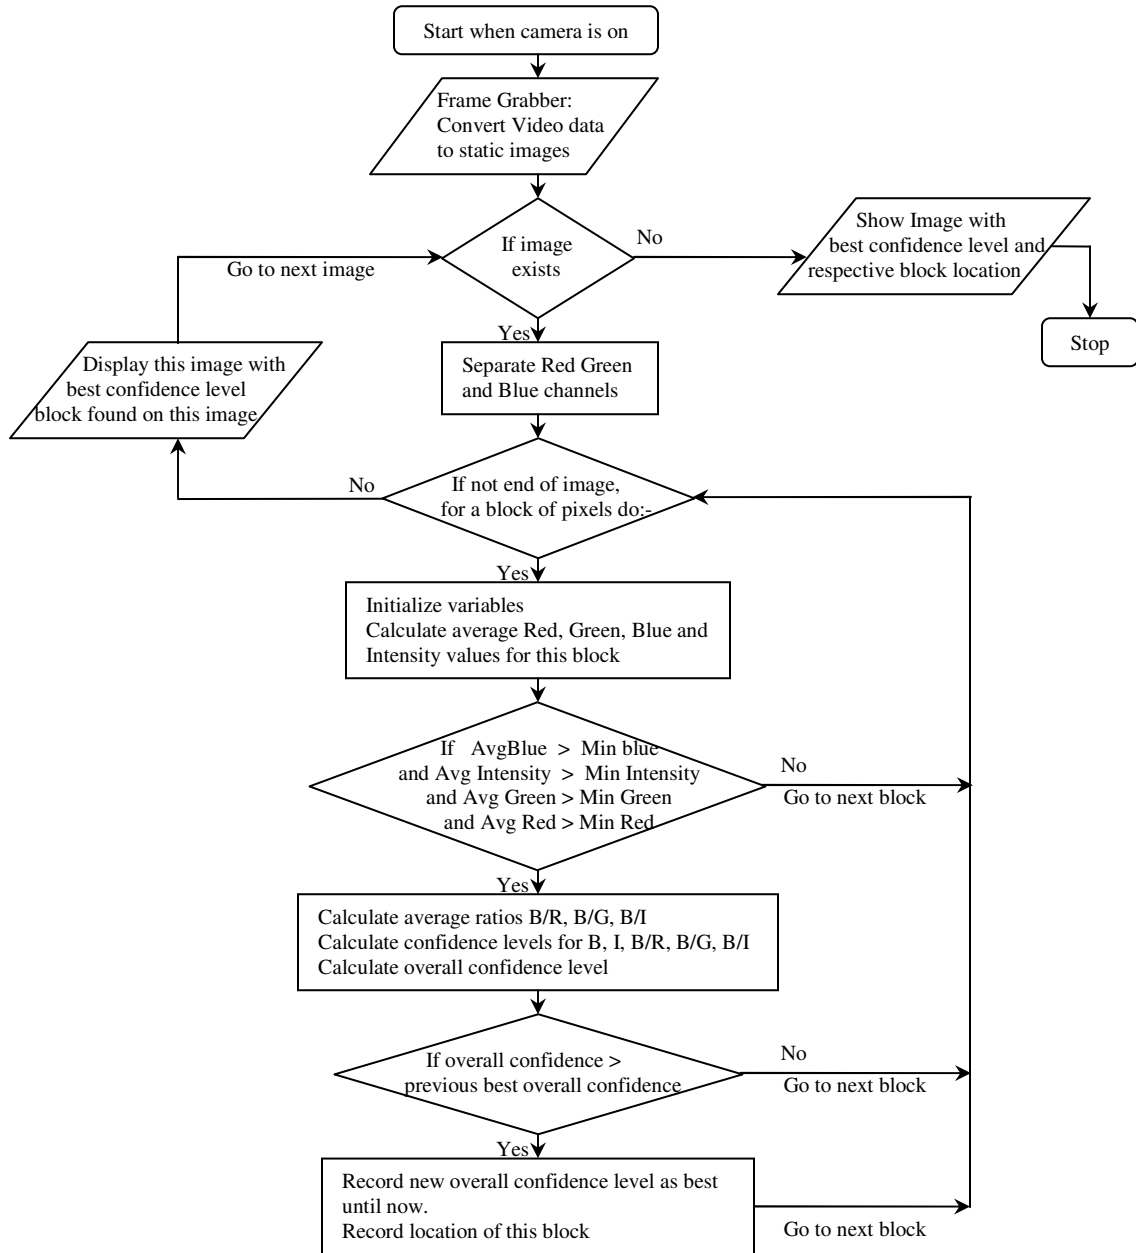 Start when camera is on
Frame Grabber:
Convert Video data
to static images
If image
exists
No
Show Image with
best confidence level and
respective block location
Stop
Go to next image
Yes
Display this image with
best confidence level
block found on this image
Separate Red Green
and Blue channels
No
If not end of image,
for a block of pixels do:-
Yes
Initialize variables
Calculate average Red, Green, Blue and
Intensity values for this block
If AvgBlue > Min blue
and Avg Intensity > Min Intensity
and Avg Green > Min Green
and Avg Red > Min Red
No
Go to next block
Yes
Calculate average ratios B/R, B/G, B/I
Calculate confidence levels for B, I, B/R, B/G, B/I
Calculate overall confidence level
If overall confidence >
previous best overall confidence
No
Go to next block
Yes
Record new overall confidence level as best
until now.
Record location of this block
Go to next block